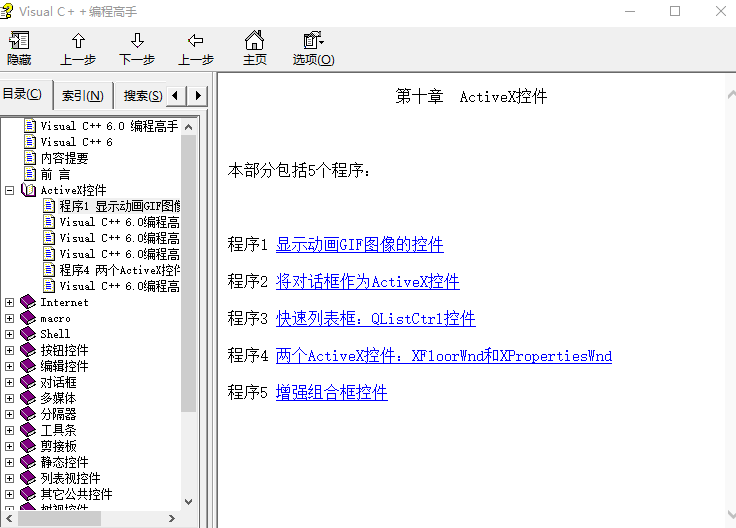 Visual C＋＋编程高手
隐藏 上一步 下一步 上一步 主页 选项(O)
目录(C) 索引(N) 搜索(S)
Visual C++ 6.0 编程高手
Visual C++ 6
内容提要
前 言
ActiveX控件
程序1 显示动画GIF图像
Visual C++ 6.0编程高
Visual C++ 6.0编程高
Visual C++ 6.0编程高
程序4 两个ActiveX控件
Visual C++ 6.0编程高
Internet
macro
Shell
按钮控件
编辑控件
对话框
多媒体
分隔器
工具条
剪接板
静态控件
列表视控件
其它公共控件
树视控件
第十章 ActiveX控件
本部分包括5个程序：
程序1 显示动画GIF图像的控件
程序2 将对话框作为ActiveX控件
程序3 快速列表框：QListCtrl控件
程序4 两个ActiveX控件：XFloorWnd和XPropertiesWnd
程序5 增强组合框控件